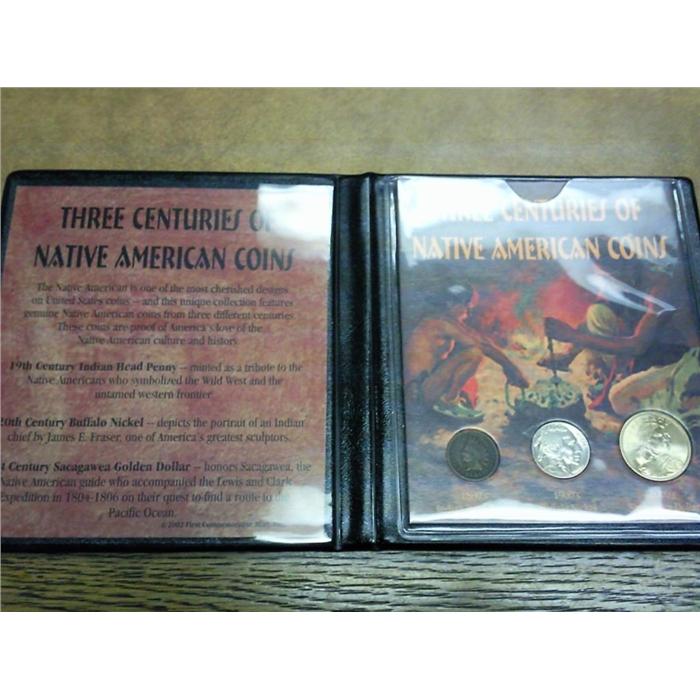 THREE CENTURIES OF
NATIVE AMERICAN COINS
The Native American is one of the most cherished designs
on United States coins – and this unique collection features
genuine Native American coins from three different centuries.
These coins are proof of America's love of the
Native American culture and history.
19th Century Indian Head Penny – minted as a tribute to the
Native Americans who symbolized the Wild West and the
untamed western frontier.
20th Century Buffalo Nickel – depicts the portrait of an Indian
chief by James E. Fraser, one of America's greatest sculptors.
st Century Sacagawea Golden Dollar – honors Sacagawea, the
Native American guide who accompanied the Lewis and Clark
Expedition in 1804-1806 on their quest to find a route to the
Pacific Ocean.
© 2002 First Commemorative Mint
THREE CENTURIES OF
NATIVE AMERICAN COINS